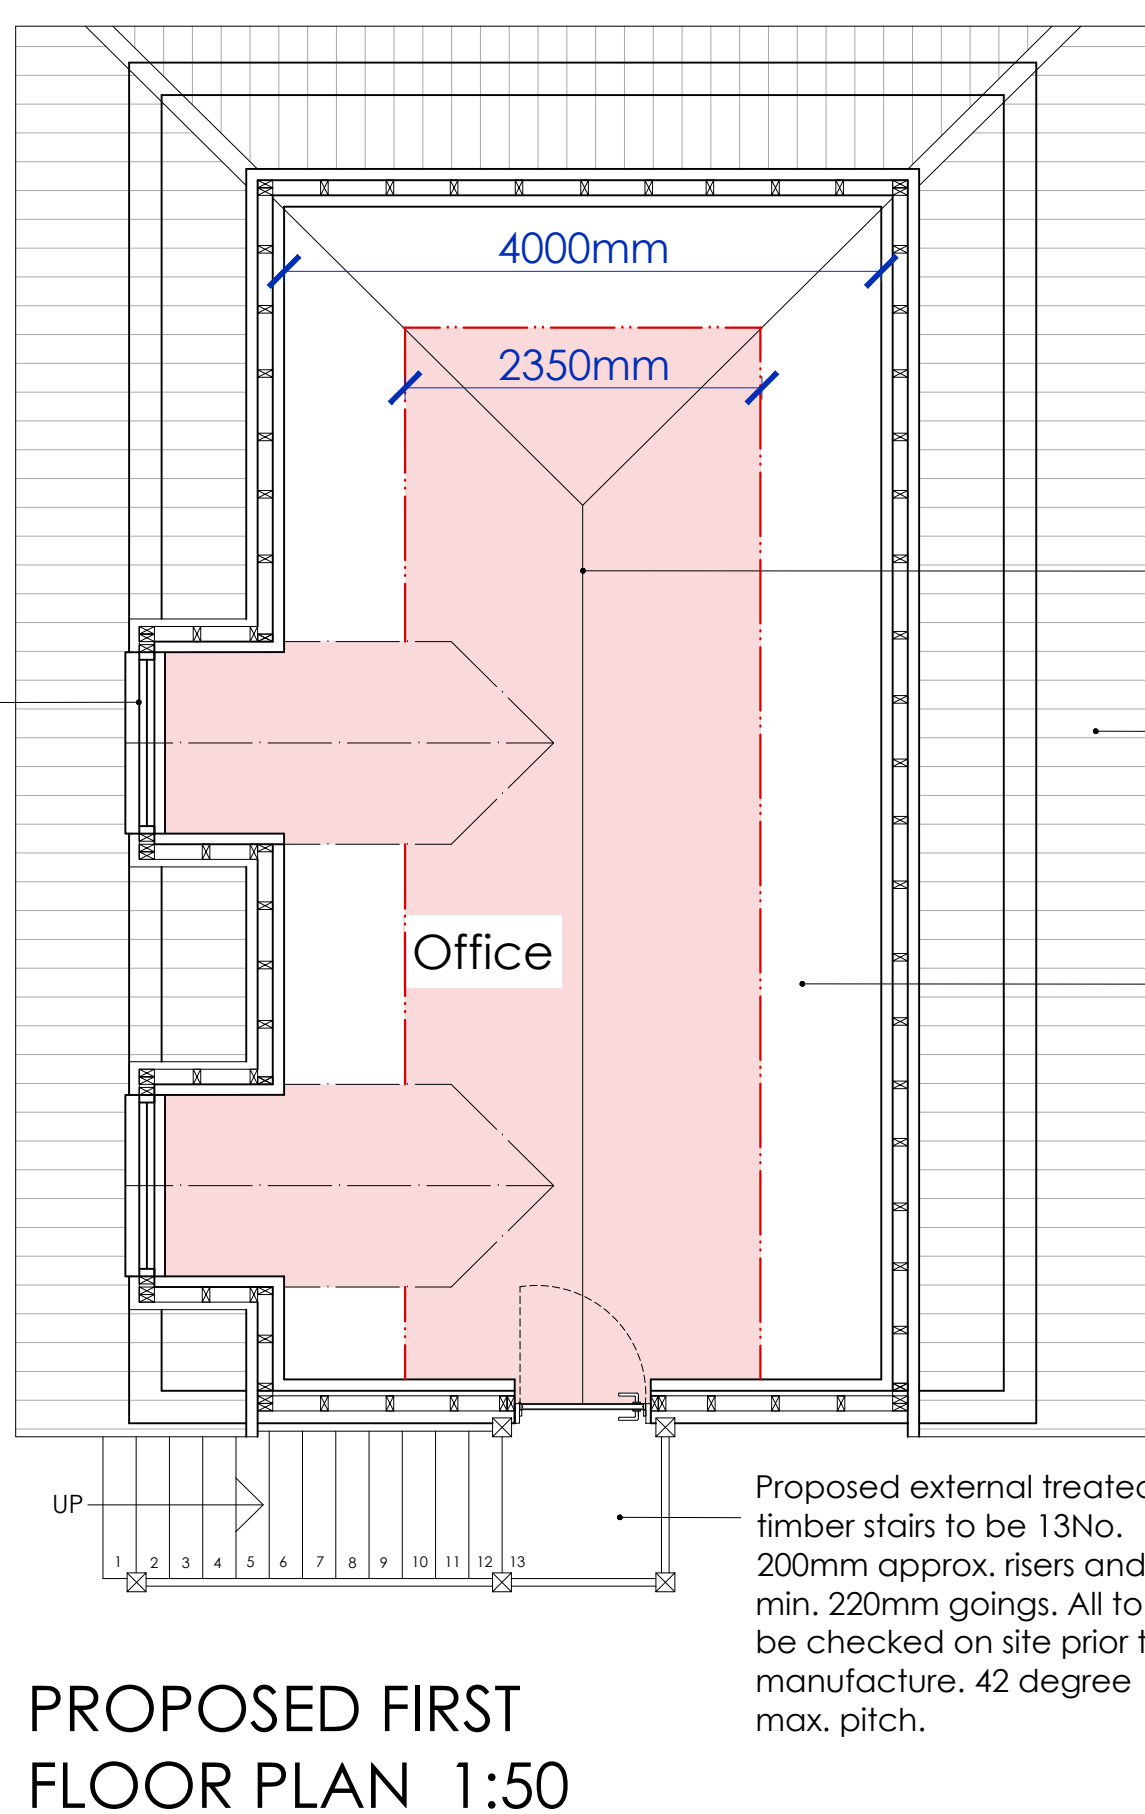 4000mm
2350mm
Office
UP
1 2 3 4 5 6 7 8 9 10 11 12 13
Proposed external treated
timber stairs to be 13No.
200mm approx. risers and
min. 220mm goings. All to
be checked on site prior t
manufacture. 42 degree
max. pitch.
PROPOSED FIRST
FLOOR PLAN 1:50